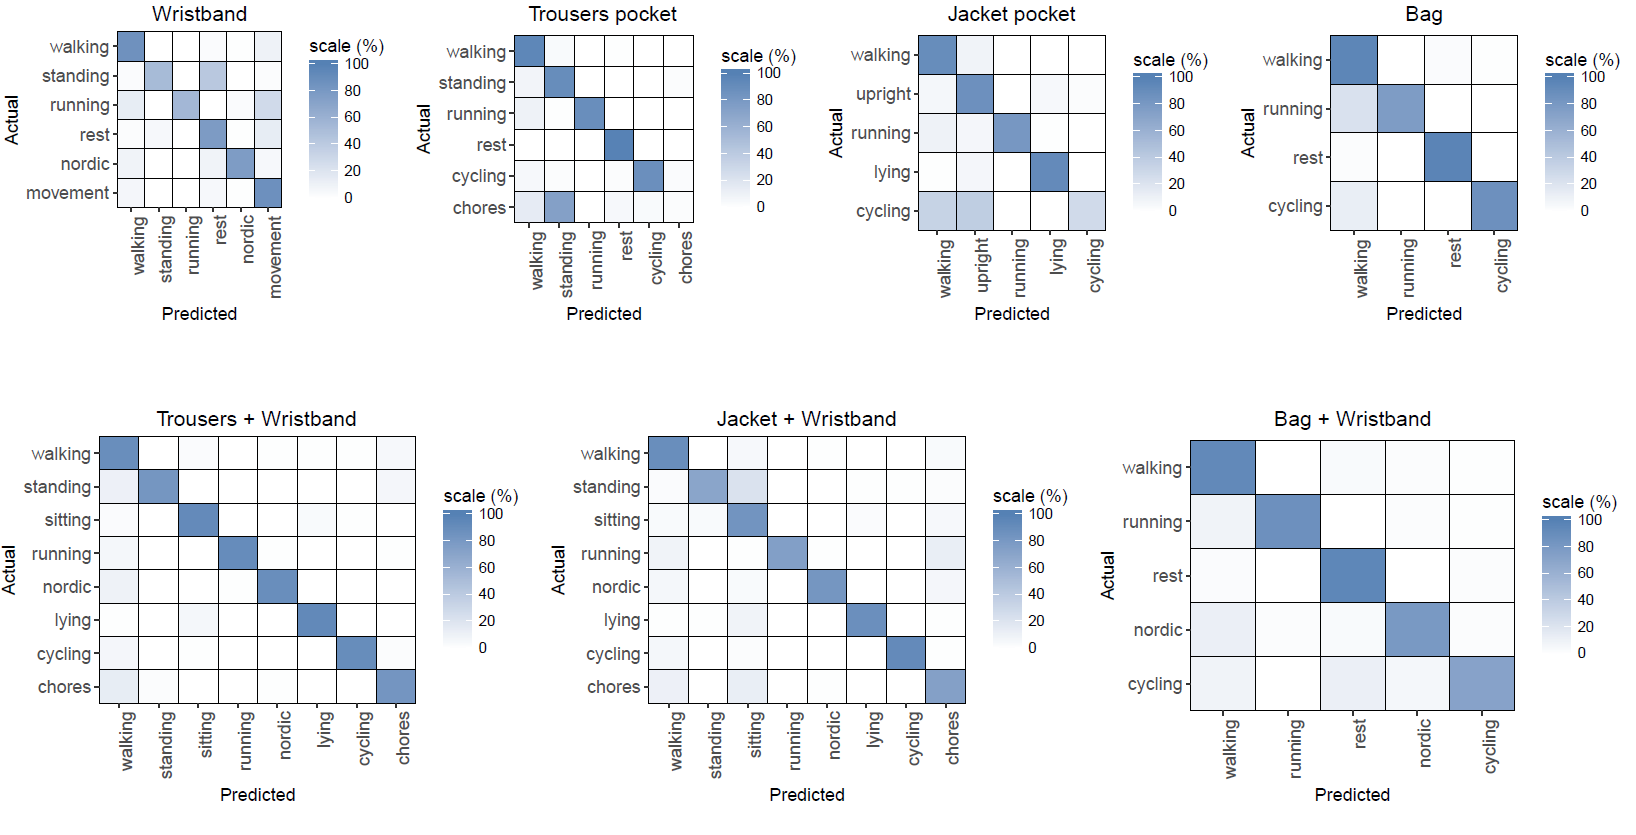 Wristband
Actual
walking
standing
running
rest
nordic
movement
walking
standing
running
rest
nordic
movement
Predicted
scale (%)
100
80
60
40
20
0
Trousers pocket
Actual
walking
standing
running
rest
cycling
chores
walking
standing
running
rest
cycling
chores
Predicted
scale (%)
100
80
60
40
20
0
Jacket pocket
Actual
walking
upright
running
lying
cycling
walking
upright
running
lying
cycling
Predicted
scale (%)
100
80
60
40
20
0
Bag
Actual
walking
running
rest
cycling
walking
running
rest
cycling
Predicted
scale (%)
100
80
60
40
20
0
Trousers + Wristband
Actual
walking
standing
sitting
running
nordic
lying
cycling
chores
walking
standing
sitting
running
nordic
lying
cycling
chores
Predicted
scale (%)
100
80
60
40
20
0
Jacket + Wristband
Actual
walking
standing
sitting
running
nordic
lying
cycling
chores
walking
standing
sitting
running
nordic
lying
cycling
chores
Predicted
scale (%)
100
80
60
40
20
0
Bag + Wristband
Actual
walking
running
rest
nordic
cycling
walking
running
rest
nordic
cycling
Predicted
scale (%)
100
80
60
40
20
0